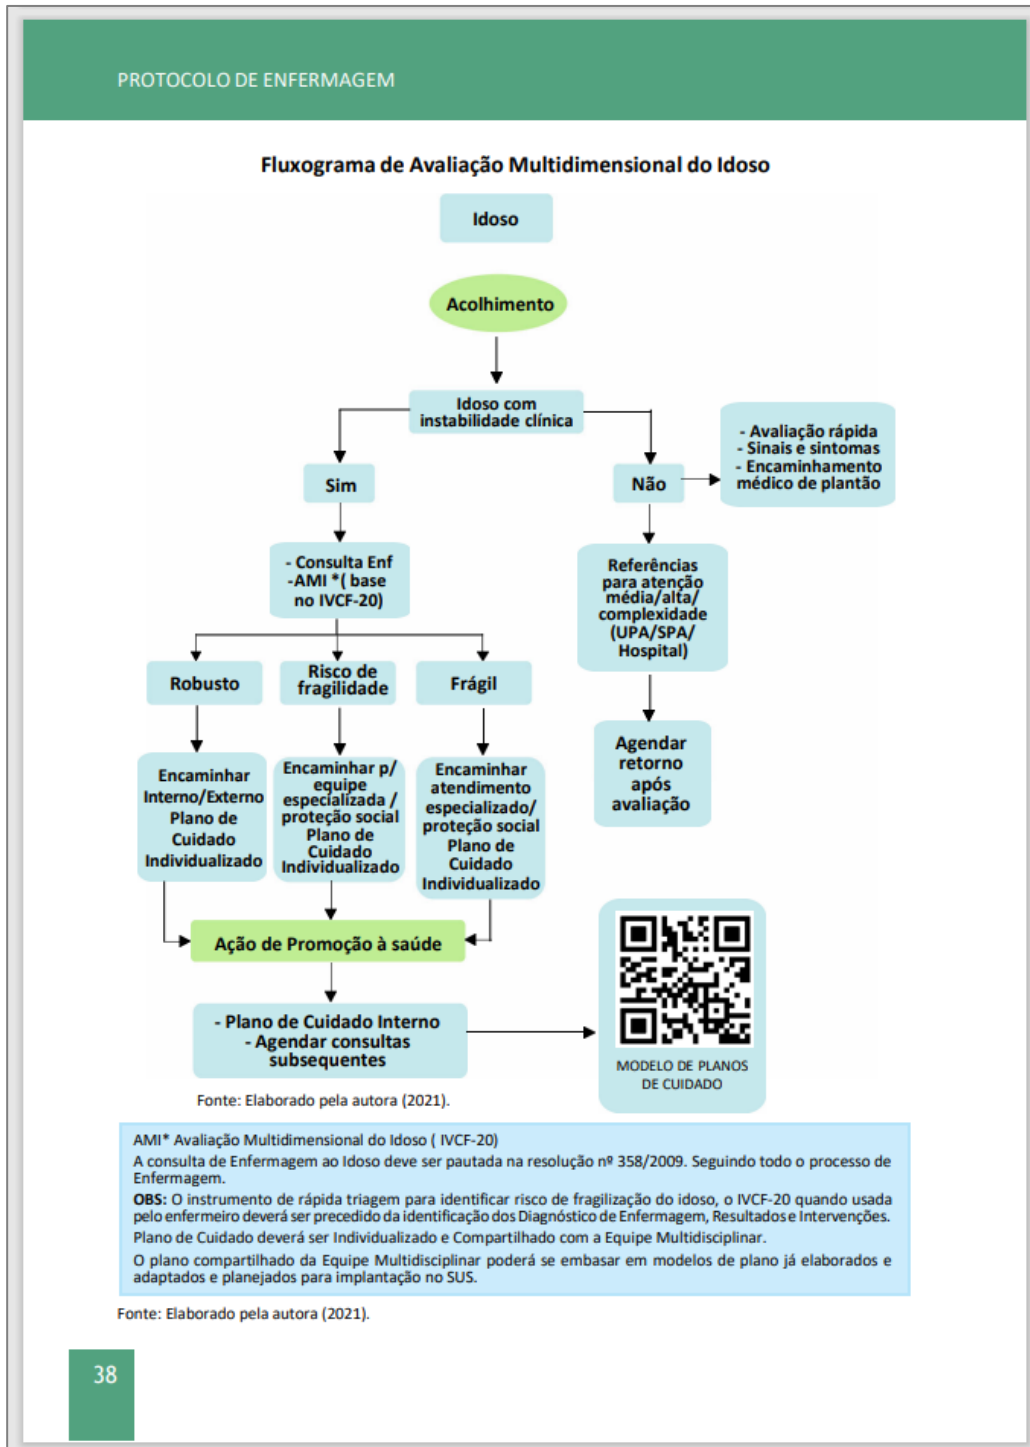 PROTOCOLO DE ENFERMAGEM
Fluxograma de Avaliação Multidimensional do Idoso
Idoso
Acolhimento
Idoso com
instabilidade clínica
- Avaliação rápida
- Sinais e sintomas
- Encaminhamento
médico de plantão
Sim
Não
- Consulta Enf
-AMI *( base
no IVCF-20)
Referências
para atenção
média/alta/
complexidade
(UPA/SPA/
Hospital)
Robusto
Risco de
fragilidade
Frágil
Agendar
retorno
após
avaliação
Encaminhar
Interno/Externo
Plano de
Cuidado
Individualizado
Encaminhar p/
equipe
especializada /
proteção social
Plano de
Cuidado
Individualizado
Encaminhar
atendimento
especializado/
proteção social
Plano de
Cuidado
Individualizado
Ação de Promoção à saúde
- Plano de Cuidado Interno
- Agendar consultas
subsequentes
MODELO DE PLANOS
DE CUIDADO
Fonte: Elaborado pela autora (2021).
AMI* Avaliação Multidimensional do Idoso ( IVCF-20)
A consulta de Enfermagem ao Idoso deve ser pautada na resolução nº 358/2009. Seguindo todo o processo de
Enfermagem.
OBS: O instrumento de rápida triagem para identificar risco de fragilização do idoso, o IVCF-20 quando usada
pelo enfermeiro deverá ser precedido da identificação dos Diagnóstico de Enfermagem, Resultados e Intervenções.
Plano de Cuidado deverá ser Individualizado e Compartilhado com a Equipe Multidisciplinar.
O plano compartilhado da Equipe Multidisciplinar poderá se embasar em modelos de plano já elaborados e
adaptados e planejados para implantação no SUS.
Fonte: Elaborado pela autora (2021).
38